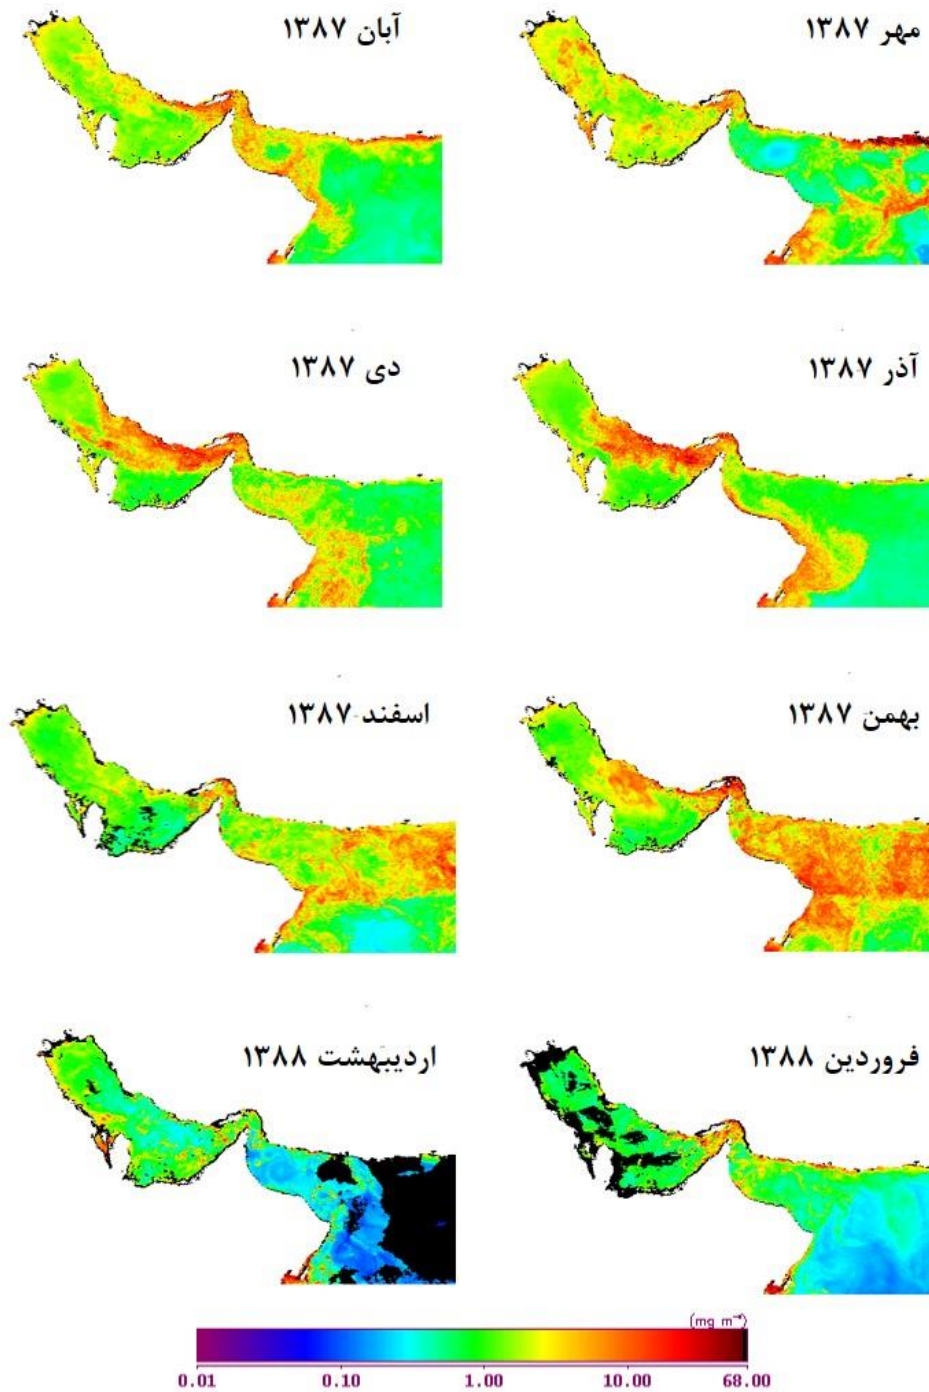 مهر ۱۳۸۷
آبان ۱۳۸۷
آذر ۱۳۸۷
دی ۱۳۸۷
بهمن ۱۳۸۷
اسفند ۱۳۸۷
فروردین ۱۳۸۸
اردیبهشت ۱۳۸۸
(mg m⁻³)
0.01 0.10 1.00 10.00 68.00